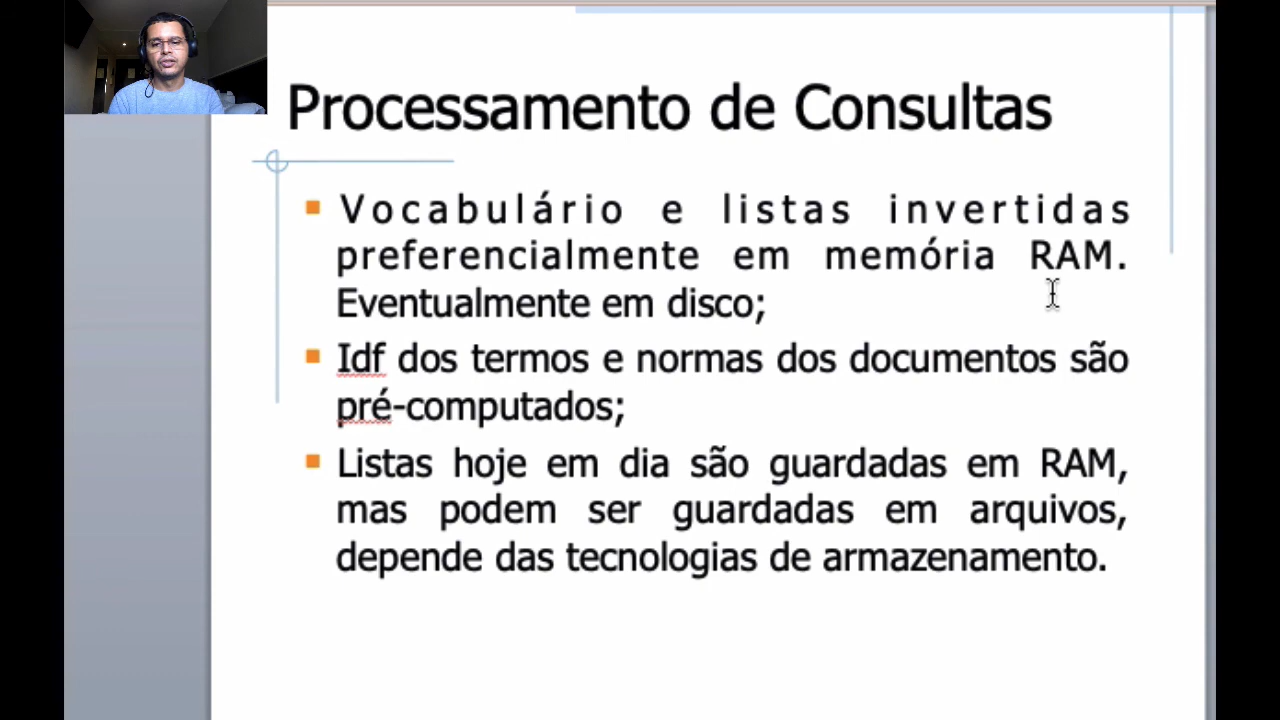 Processamento de Consultas
Vocabulário e listas invertidas
preferencialmente em memória RAM.
Eventualmente em disco;
Idf dos termos e normas dos documentos são
pré-computados;
Listas hoje em dia são guardadas em RAM,
mas podem ser guardadas em arquivos,
depende das tecnologias de armazenamento.